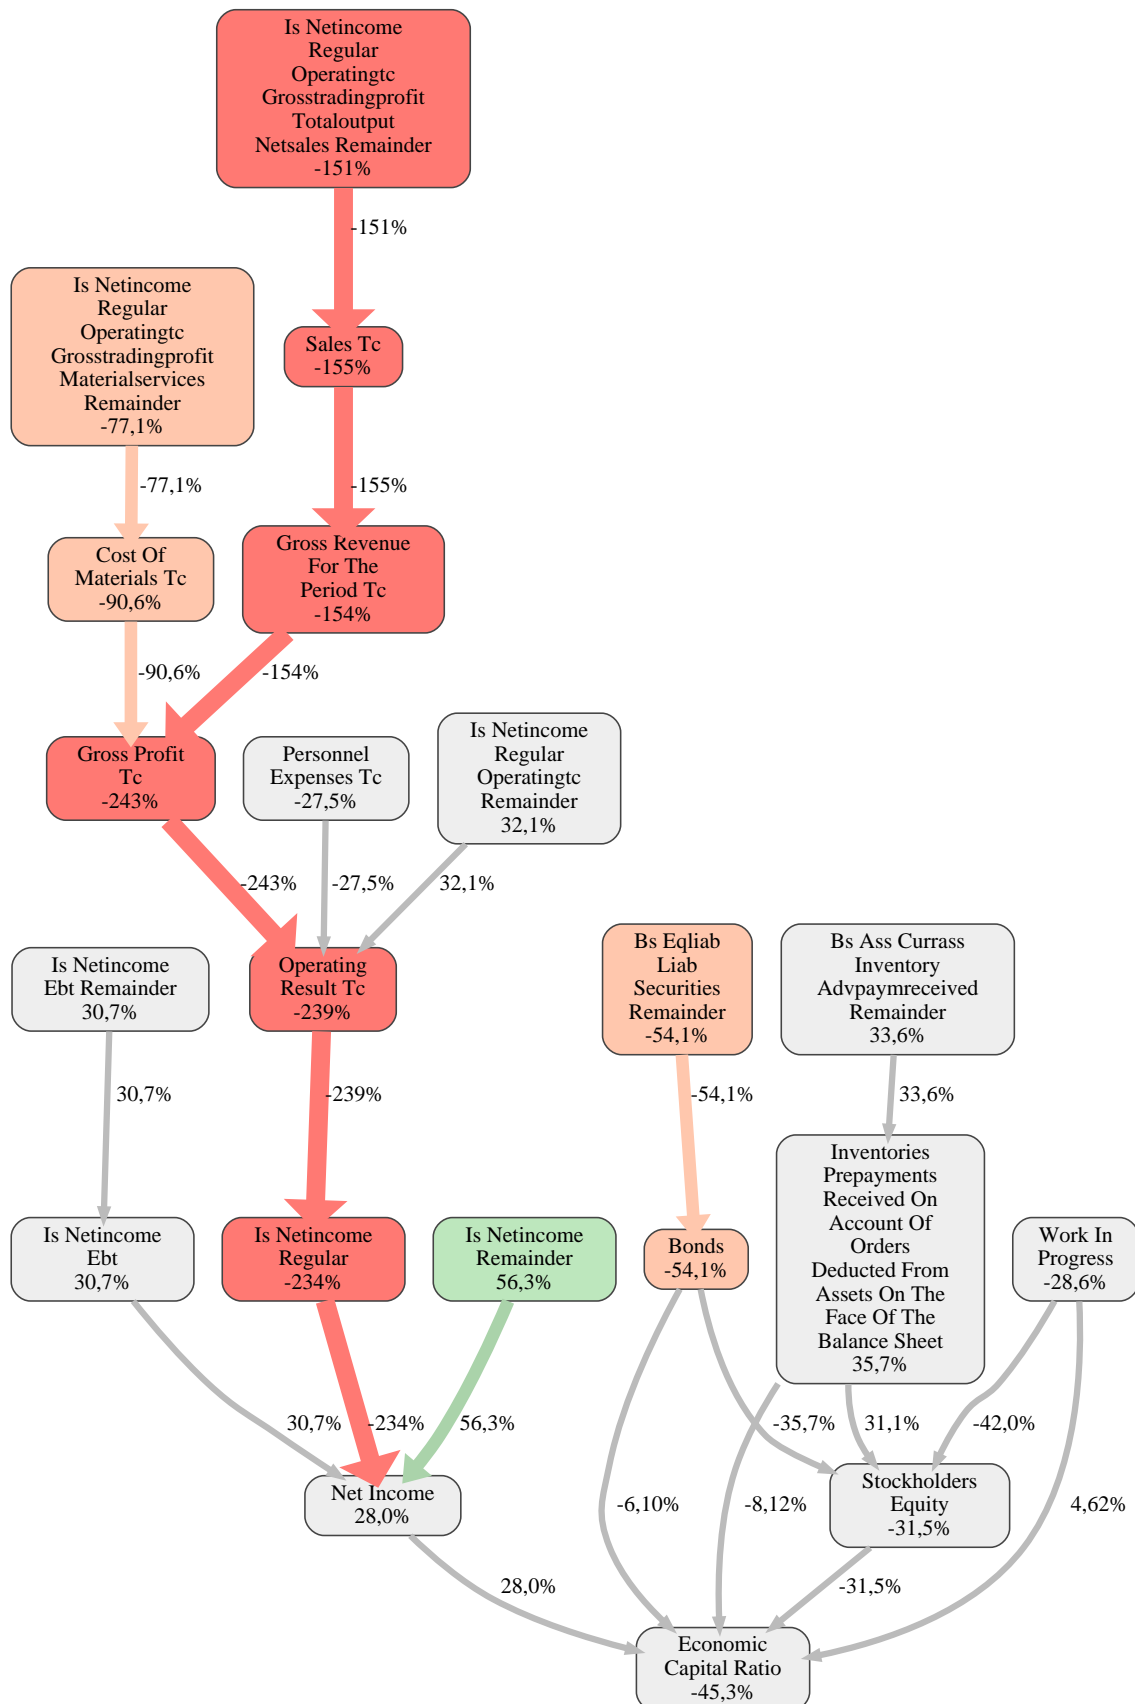 Is Netincome
Regular
Operatingtc
Grosstradingprofit
Totaloutput
Netsales Remainder
-151%
-151%
Is Netincome
Regular
Operatingtc
Grosstradingprofit
Materialservices
Remainder
-77,1%
Sales Tc
-155%
-77,1%
-155%
Cost Of
Materials Tc
-90,6%
Gross Revenue
For The
Period Tc
-154%
-90,6%
-154%
Gross Profit
Tc
-243%
Personnel
Expenses Tc
-27,5%
Is Netincome
Regular
Operatingtc
Remainder
32,1%
-243%
-27,5%
32,1%
Is Netincome
Ebt Remainder
30,7%
Operating
Result Tc
-239%
Bs Eqliab
Liab
Securities
Remainder
-54,1%
Bs Ass Currass
Inventory
Advpaymreceived
Remainder
33,6%
30,7%
-239%
-54,1%
33,6%
Is Netincome
Ebt
30,7%
Is Netincome
Regular
-234%
Is Netincome
Remainder
56,3%
Bonds
-54,1%
Inventories
Prepayments
Received On
Account Of
Orders
Deducted From
Assets On The
Face Of The
Balance Sheet
35,7%
Work In
Progress
-28,6%
30,7%
-234%
56,3%
-35,7%
31,1%
-42,0%
Net Income
28,0%
-6,10%
-8,12%
Stockholders
Equity
-31,5%
4,62%
28,0%
-31,5%
Economic
Capital Ratio
-45,3%